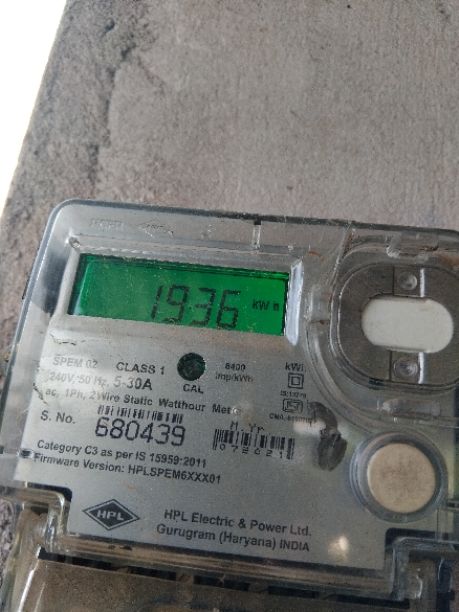 1936 kW h
SPEM 02 CLASS 1 6400 imp/kWh
240V, 50 Hz, 5-30A CAL
ac, 1Ph, 2Wire Static Watthour
S. No. 680439 M. Yr.
Category C3 as per IS 15959:2011
Firmware Version: HPLSPEM6XXX01
HPL
HPL Electric & Power Ltd.
Gurugram (Haryana) INDIA